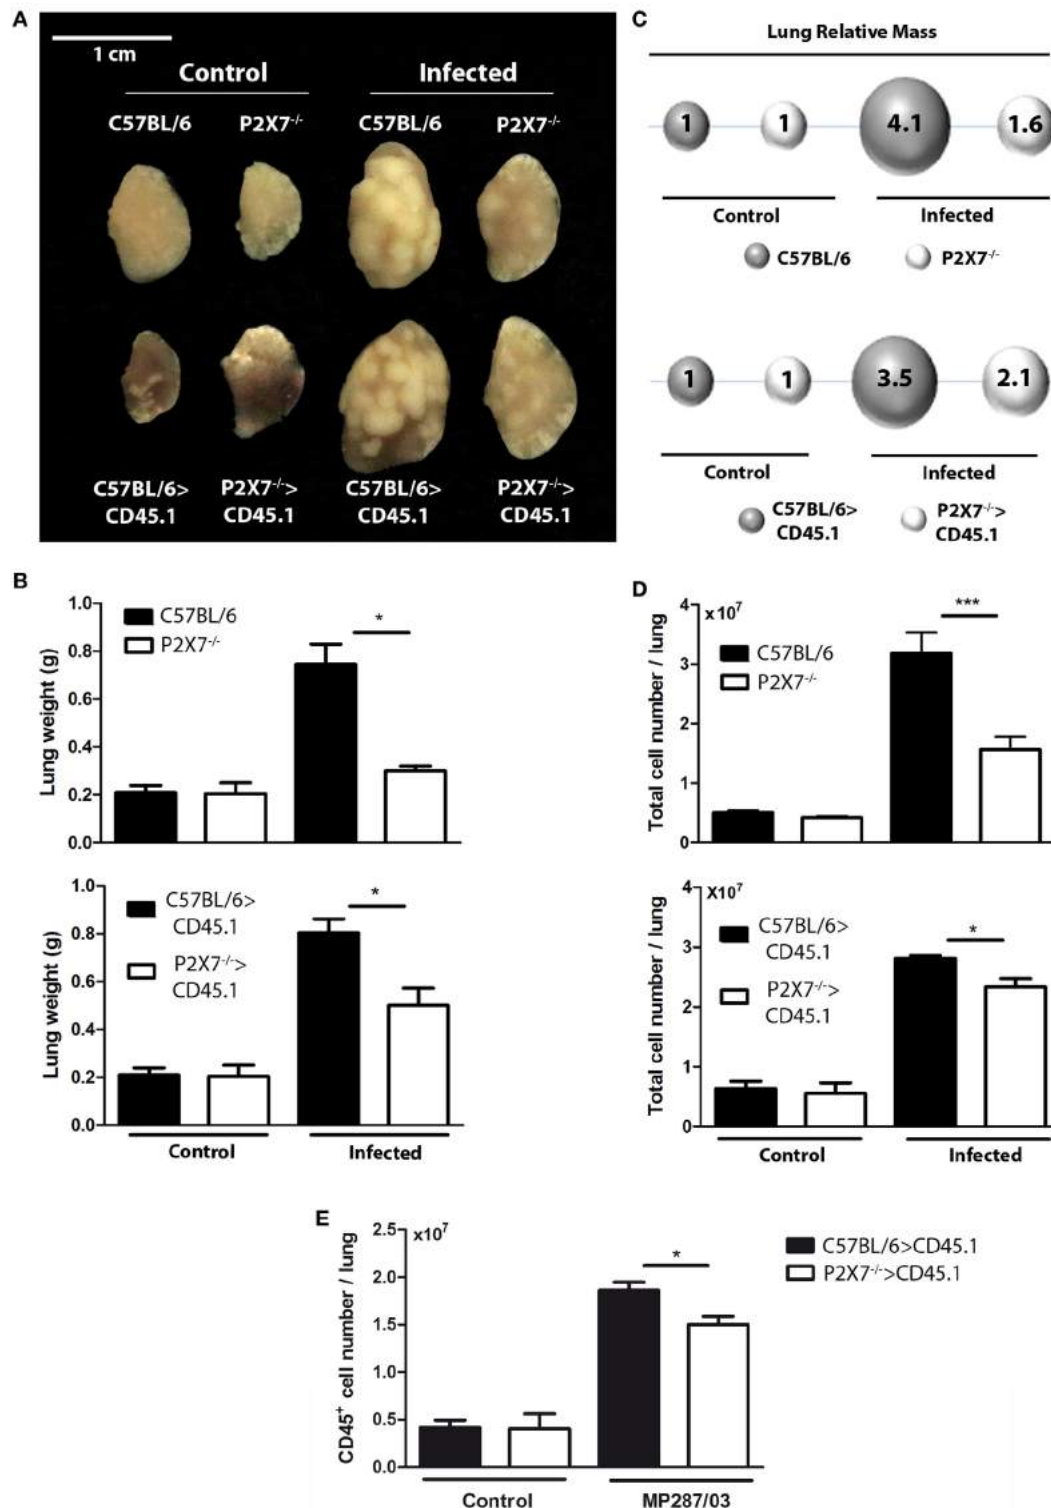 A
1 cm
Control
Infected
C57BL/6
P2X7-/-
C57BL/6
P2X7-/-
C57BL/6>
CD45.1
P2X7-/->
CD45.1
C57BL/6>
CD45.1
P2X7-/->
CD45.1
C
Lung Relative Mass
1
1
4.1
1.6
Control
Infected
C57BL/6
P2X7-/-
1
1
3.5
2.1
Control
Infected
C57BL/6>
CD45.1
P2X7-/->
CD45.1
B
Lung weight (g)
1.0
0.8
0.6
0.4
0.2
0.0
C57BL/6
P2X7-/-
*
Lung weight (g)
1.0
0.8
0.6
0.4
0.2
0.0
C57BL/6>
CD45.1
P2X7-/->
CD45.1
*
Control
Infected
D
Total cell number / lung
4
3
2
1
0
x10⁷
C57BL/6
P2X7-/-
***
Total cell number / lung
4
3
2
1
0
X10⁷
C57BL/6>
CD45.1
P2X7-/->
CD45.1
*
Control
Infected
E
CD45⁺ cell number / lung
2.5
2.0
1.5
1.0
0.5
0.0
x10⁷
*
C57BL/6>CD45.1
P2X7-/->CD45.1
Control
MP287/03